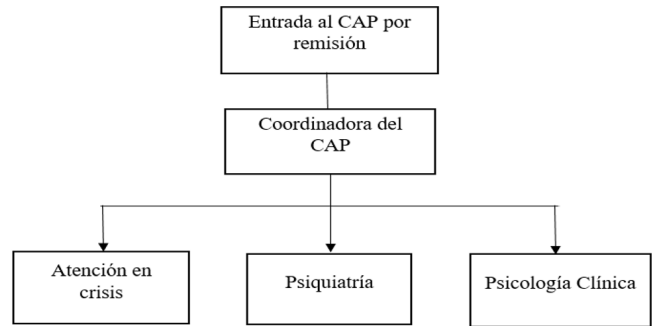 Entrada al CAP por
remisión
Coordinadora del
CAP
Atención en
crisis
Psiquiatría
Psicología Clínica